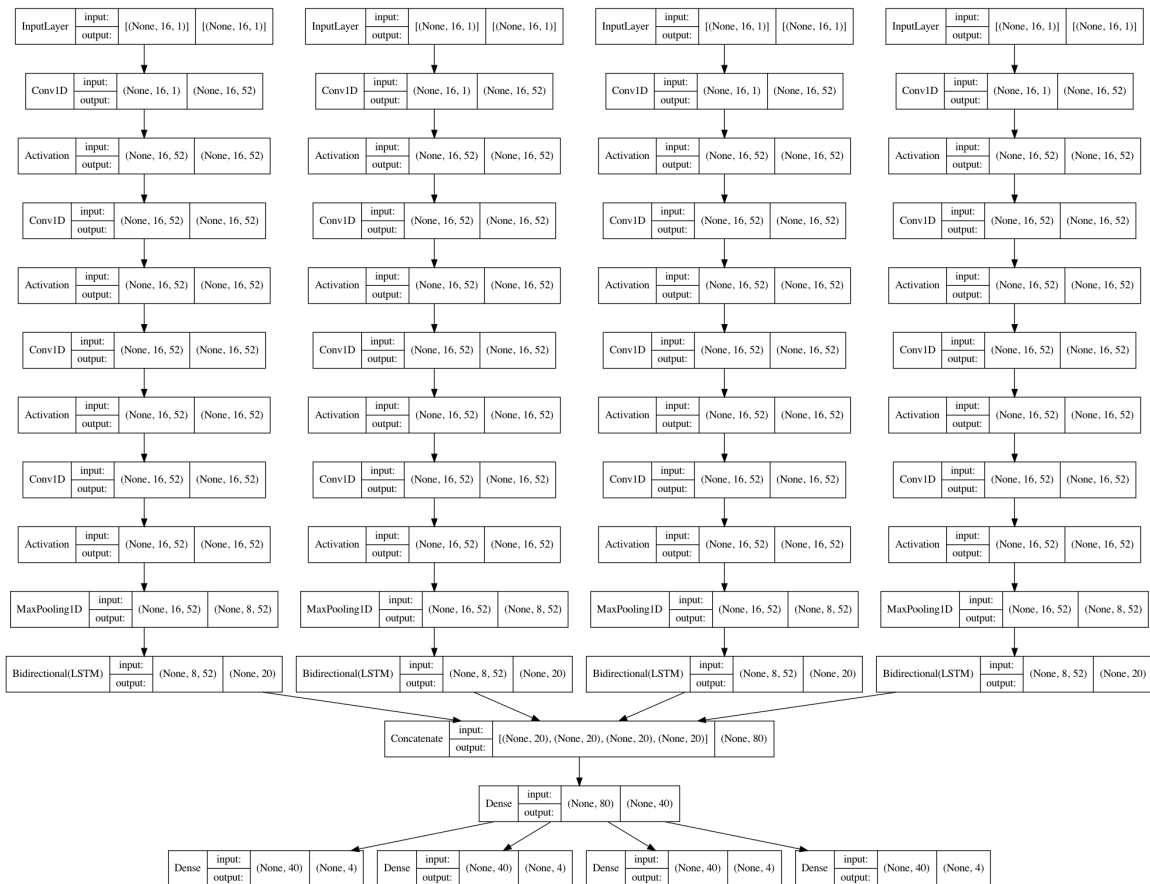 InputLayer input: output: [(None, 16, 1)] [(None, 16, 1)]
InputLayer input: output: [(None, 16, 1)] [(None, 16, 1)]
InputLayer input: output: [(None, 16, 1)] [(None, 16, 1)]
InputLayer input: output: [(None, 16, 1)] [(None, 16, 1)]
Conv1D input: output: (None, 16, 1) (None, 16, 52)
Conv1D input: output: (None, 16, 1) (None, 16, 52)
Conv1D input: output: (None, 16, 1) (None, 16, 52)
Conv1D input: output: (None, 16, 1) (None, 16, 52)
Activation input: output: (None, 16, 52) (None, 16, 52)
Activation input: output: (None, 16, 52) (None, 16, 52)
Activation input: output: (None, 16, 52) (None, 16, 52)
Activation input: output: (None, 16, 52) (None, 16, 52)
Conv1D input: output: (None, 16, 52) (None, 16, 52)
Conv1D input: output: (None, 16, 52) (None, 16, 52)
Conv1D input: output: (None, 16, 52) (None, 16, 52)
Conv1D input: output: (None, 16, 52) (None, 16, 52)
Activation input: output: (None, 16, 52) (None, 16, 52)
Activation input: output: (None, 16, 52) (None, 16, 52)
Activation input: output: (None, 16, 52) (None, 16, 52)
Activation input: output: (None, 16, 52) (None, 16, 52)
Conv1D input: output: (None, 16, 52) (None, 16, 52)
Conv1D input: output: (None, 16, 52) (None, 16, 52)
Conv1D input: output: (None, 16, 52) (None, 16, 52)
Conv1D input: output: (None, 16, 52) (None, 16, 52)
Activation input: output: (None, 16, 52) (None, 16, 52)
Activation input: output: (None, 16, 52) (None, 16, 52)
Activation input: output: (None, 16, 52) (None, 16, 52)
Activation input: output: (None, 16, 52) (None, 16, 52)
Conv1D input: output: (None, 16, 52) (None, 16, 52)
Conv1D input: output: (None, 16, 52) (None, 16, 52)
Conv1D input: output: (None, 16, 52) (None, 16, 52)
Conv1D input: output: (None, 16, 52) (None, 16, 52)
Activation input: output: (None, 16, 52) (None, 16, 52)
Activation input: output: (None, 16, 52) (None, 16, 52)
Activation input: output: (None, 16, 52) (None, 16, 52)
Activation input: output: (None, 16, 52) (None, 16, 52)
MaxPooling1D input: output: (None, 16, 52) (None, 8, 52)
MaxPooling1D input: output: (None, 16, 52) (None, 8, 52)
MaxPooling1D input: output: (None, 16, 52) (None, 8, 52)
MaxPooling1D input: output: (None, 16, 52) (None, 8, 52)
Bidirectional(LSTM) input: output: (None, 8, 52) (None, 20)
Bidirectional(LSTM) input: output: (None, 8, 52) (None, 20)
Bidirectional(LSTM) input: output: (None, 8, 52) (None, 20)
Bidirectional(LSTM) input: output: (None, 8, 52) (None, 20)
Concatenate input: output: [(None, 20), (None, 20), (None, 20), (None, 20)] (None, 80)
Dense input: output: (None, 80) (None, 40)
Dense input: output: (None, 40) (None, 4)
Dense input: output: (None, 40) (None, 4)
Dense input: output: (None, 40) (None, 4)
Dense input: output: (None, 40) (None, 4)